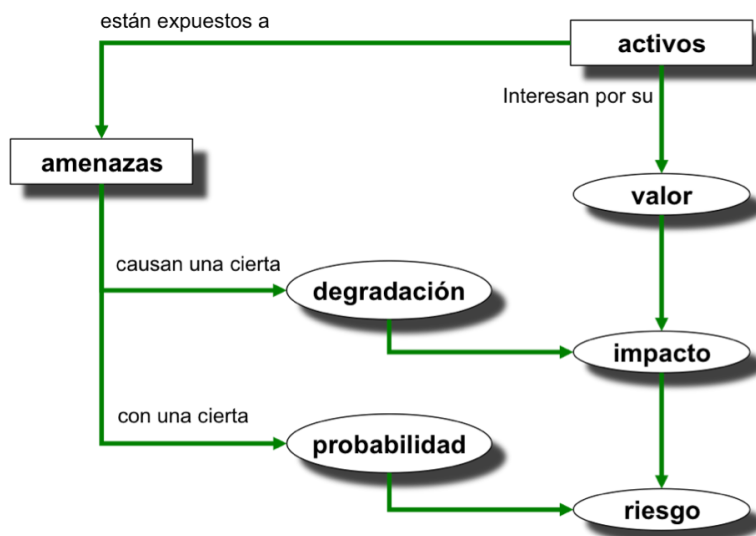 están expuestos a
activos
Interesan por su
amenazas
valor
causan una cierta
degradación
impacto
con una cierta
probabilidad
riesgo